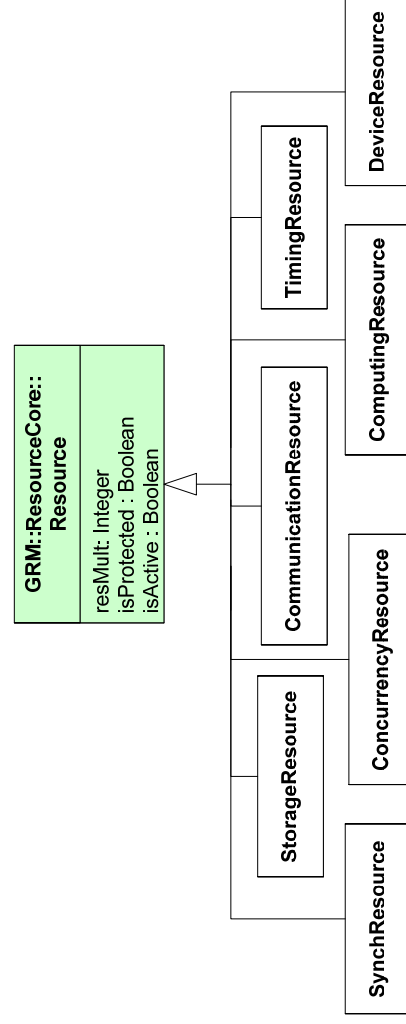 GRM::ResourceCore::
Resource
resMult: Integer
isProtected : Boolean
isActive : Boolean
StorageResource
CommunicationResource
TimingResource
SynchResource
ConcurrencyResource
ComputingResource
DeviceResource